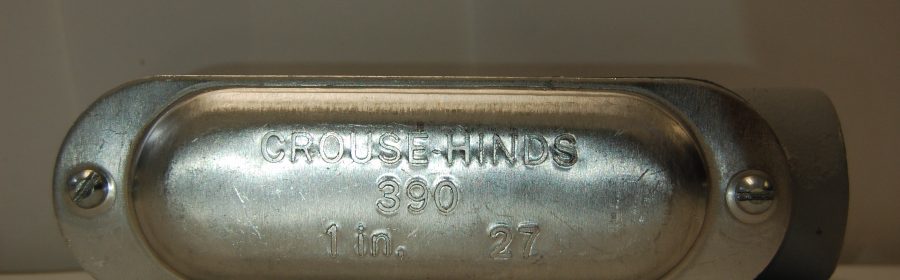 CROUSE-HINDS
390
1 in. 27